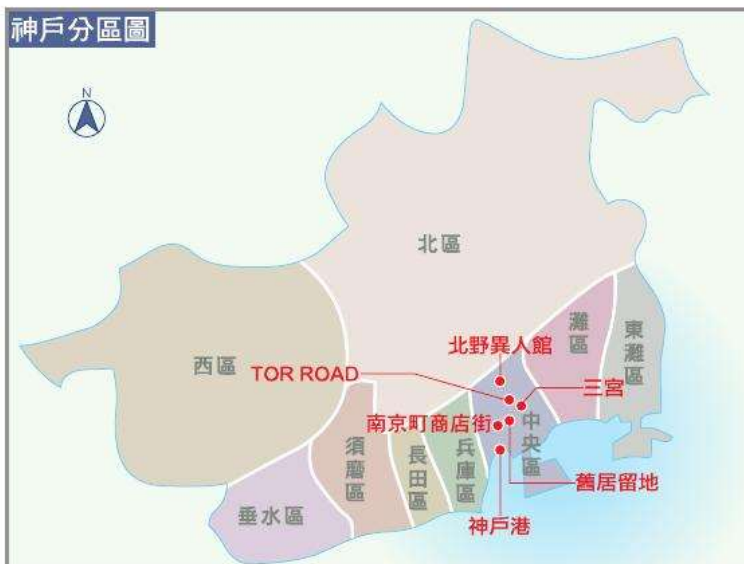 神戶分區圖
N
北區
西區
灘區
東灘區
北野異人館
TOR ROAD
三宮
南京町商店街
中央區
須磨區
長田區
兵庫區
舊居留地
垂水區
神戶港